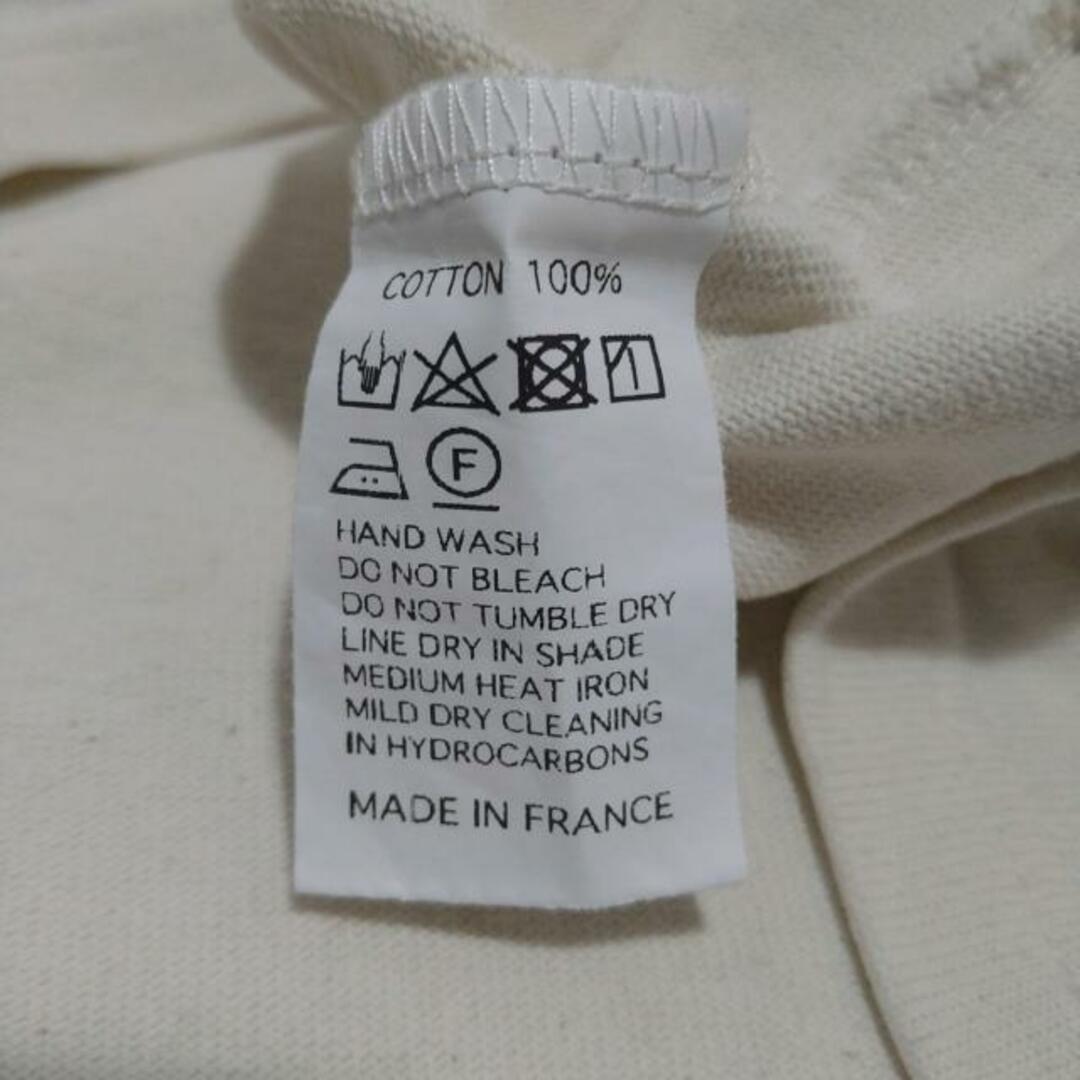 COTTON 100%
F
HAND WASH
DO NOT BLEACH
DO NOT TUMBLE DRY
LINE DRY IN SHADE
MEDIUM HEAT IRON
MILD DRY CLEANING
IN HYDROCARBONS
MADE IN FRANCE